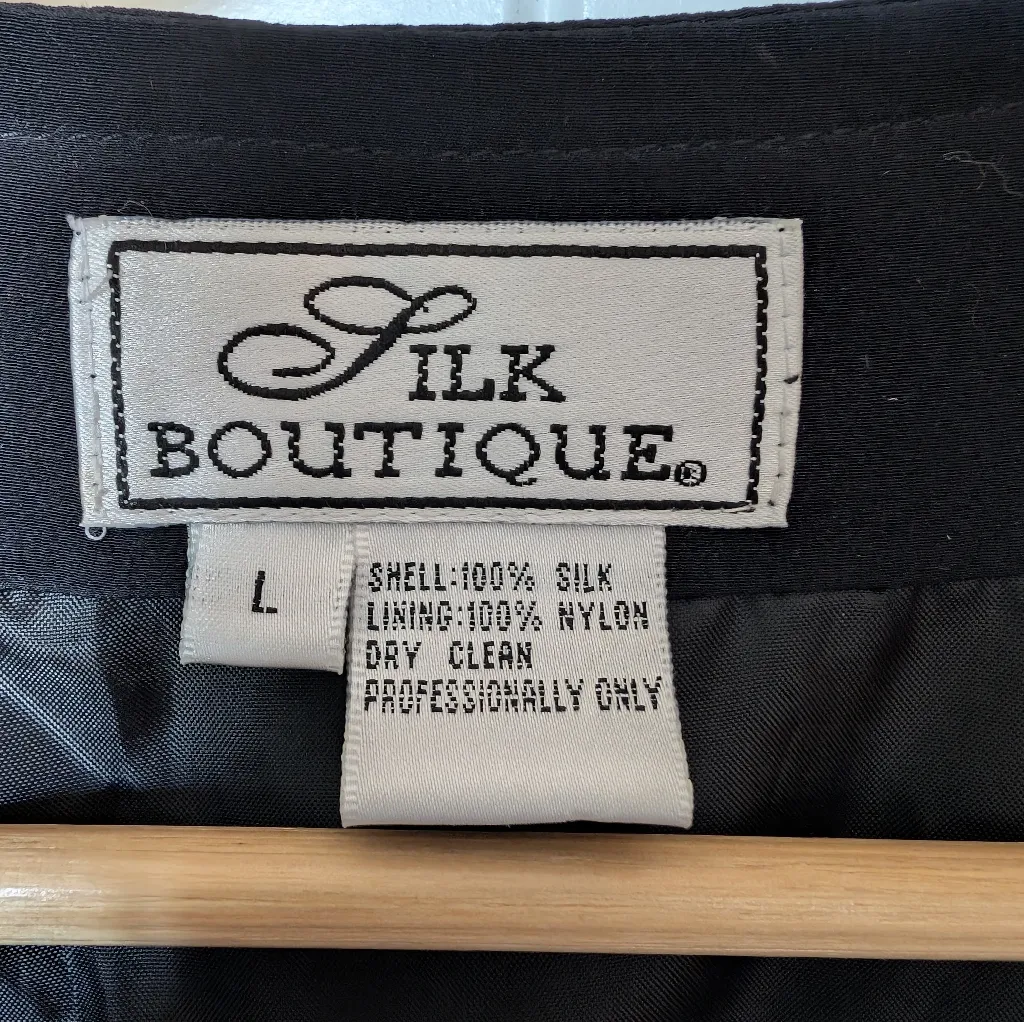 SILK
BOUTIQUE®
L
SHELL:100% SILK
LINING:100% NYLON
DRY CLEAN
PROFESSIONALLY ONLY